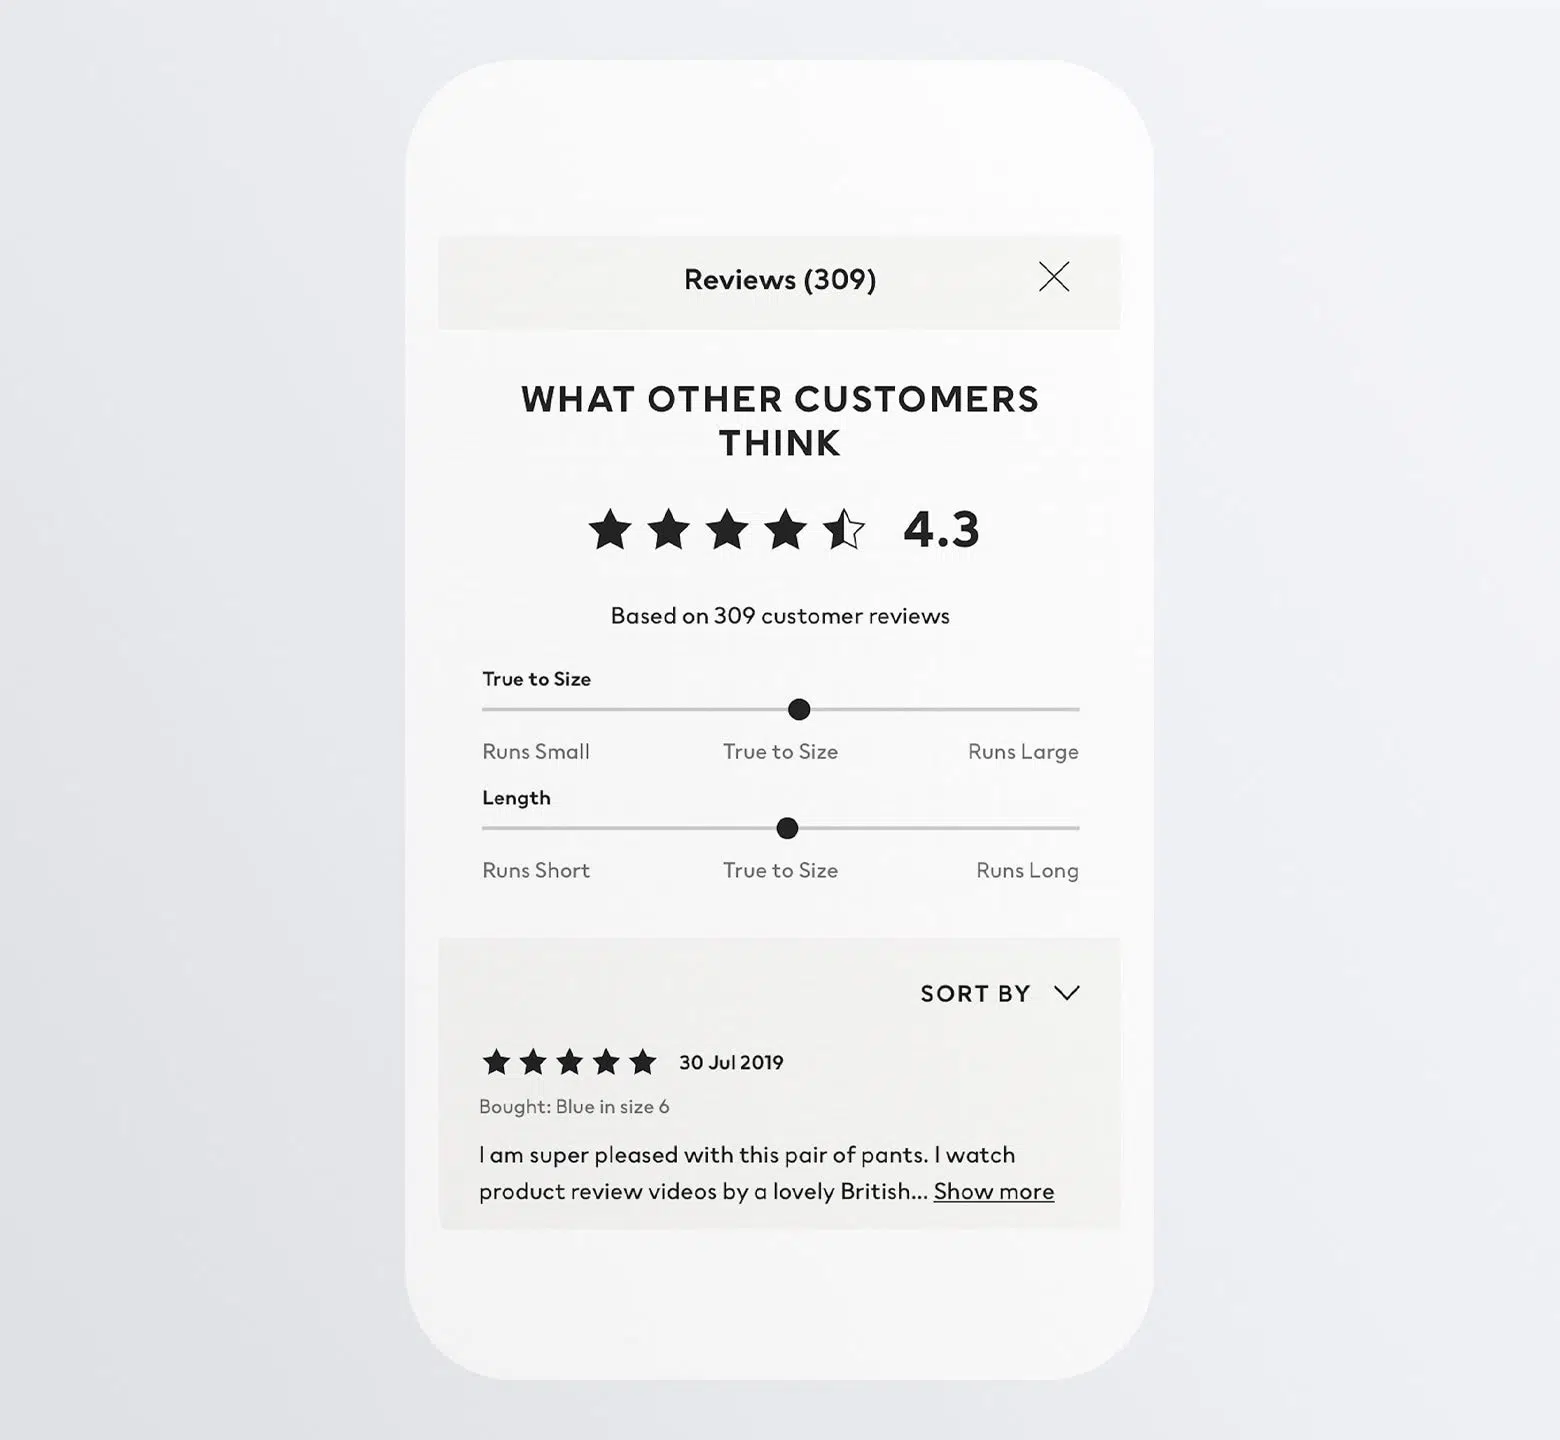 Reviews (309)
WHAT OTHER CUSTOMERS
THINK
4.3
Based on 309 customer reviews
True to Size
Runs Small True to Size Runs Large
Length
Runs Short True to Size Runs Long
SORT BY
30 Jul 2019
Bought: Blue in size 6
I am super pleased with this pair of pants. I watch
product review videos by a lovely British... Show more